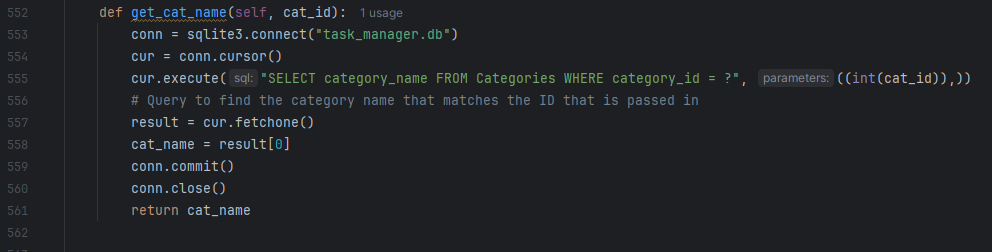 552 def get_cat_name(self, cat_id): 1 usage
553 conn = sqlite3.connect("task_manager.db")
554 cur = conn.cursor()
555 cur.execute( sql: "SELECT category_name FROM Categories WHERE category_id = ?", parameters: ((int(cat_id)),))
556 # Query to find the category name that matches the ID that is passed in
557 result = cur.fetchone()
558 cat_name = result[0]
559 conn.commit()
560 conn.close()
561 return cat_name
562